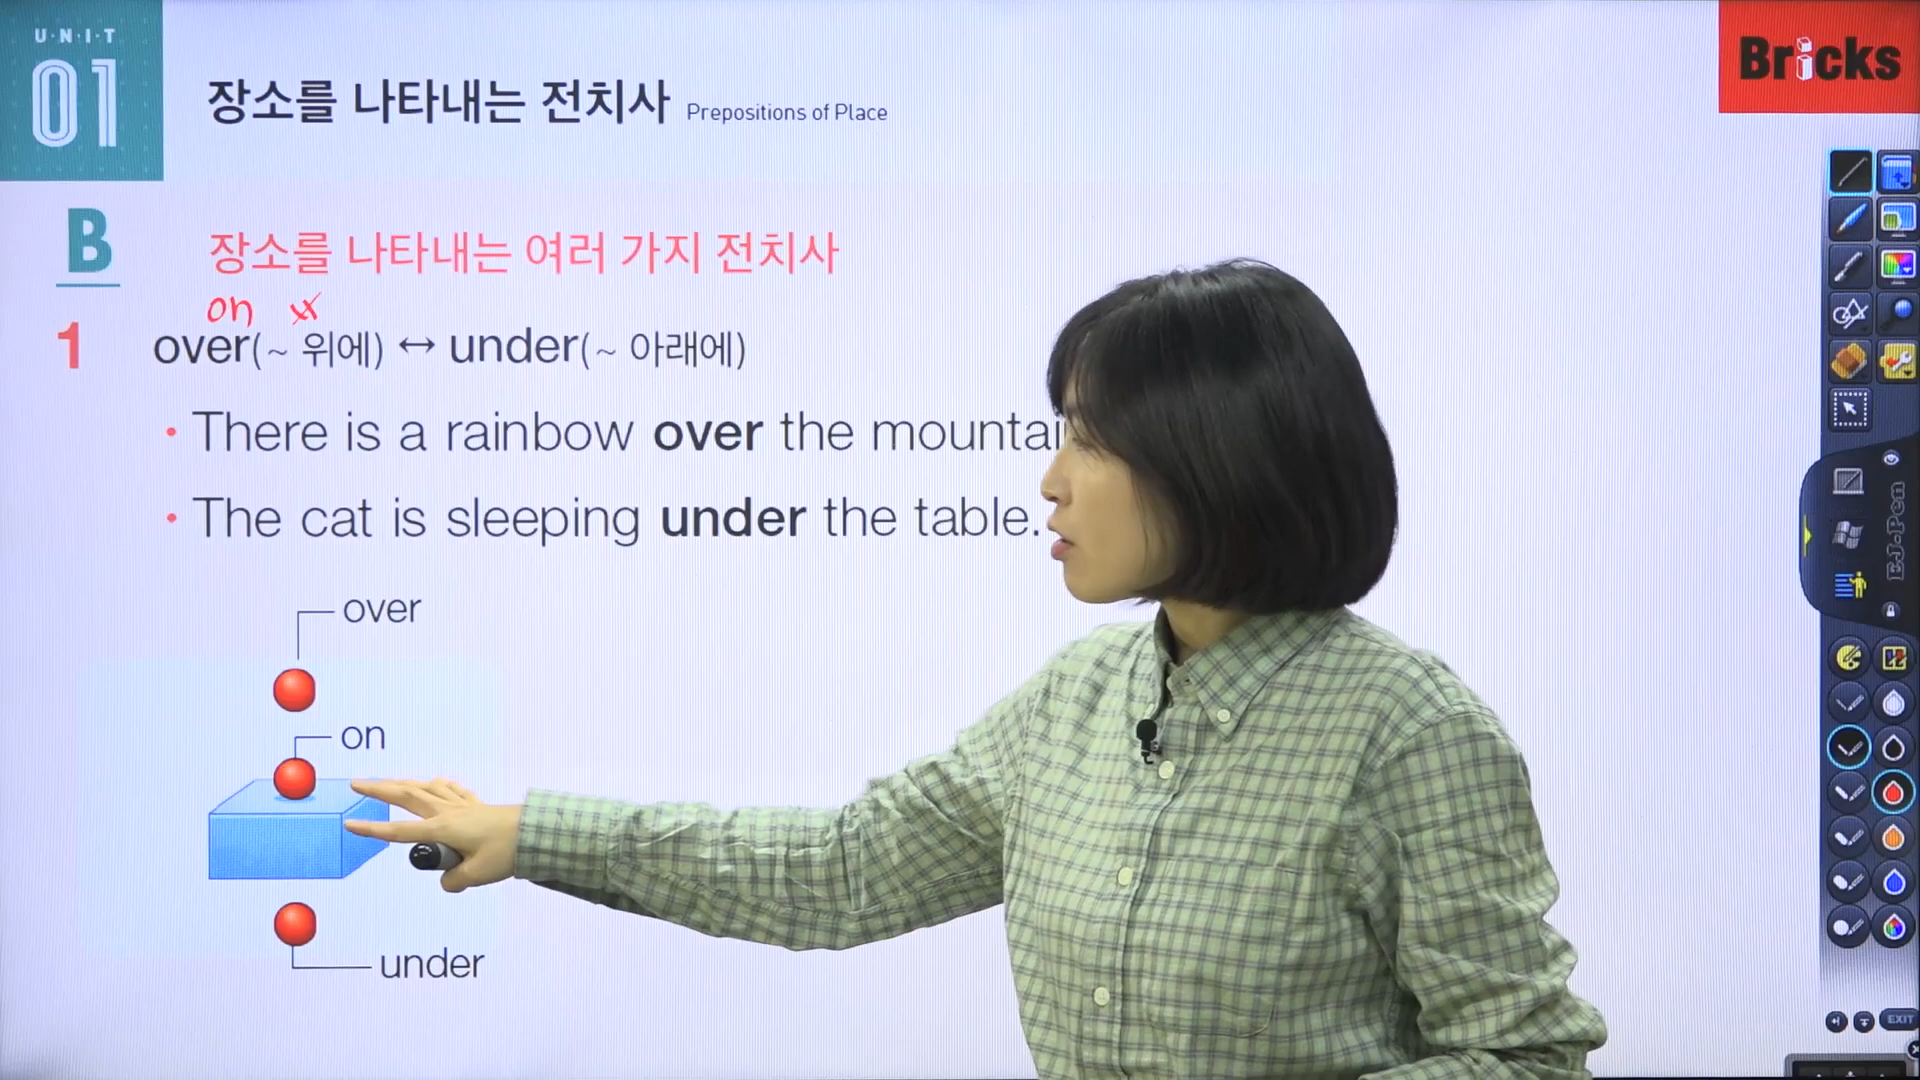 U·N·I·T
01
장소를 나타내는 전치사 Prepositions of Place
Bricks
B
장소를 나타내는 여러 가지 전치사
on
1 over(~ 위에) ↔ under(~ 아래에)
• There is a rainbow over the mountai
• The cat is sleeping under the table.
over
on
under
EJ-Pen
EXIT